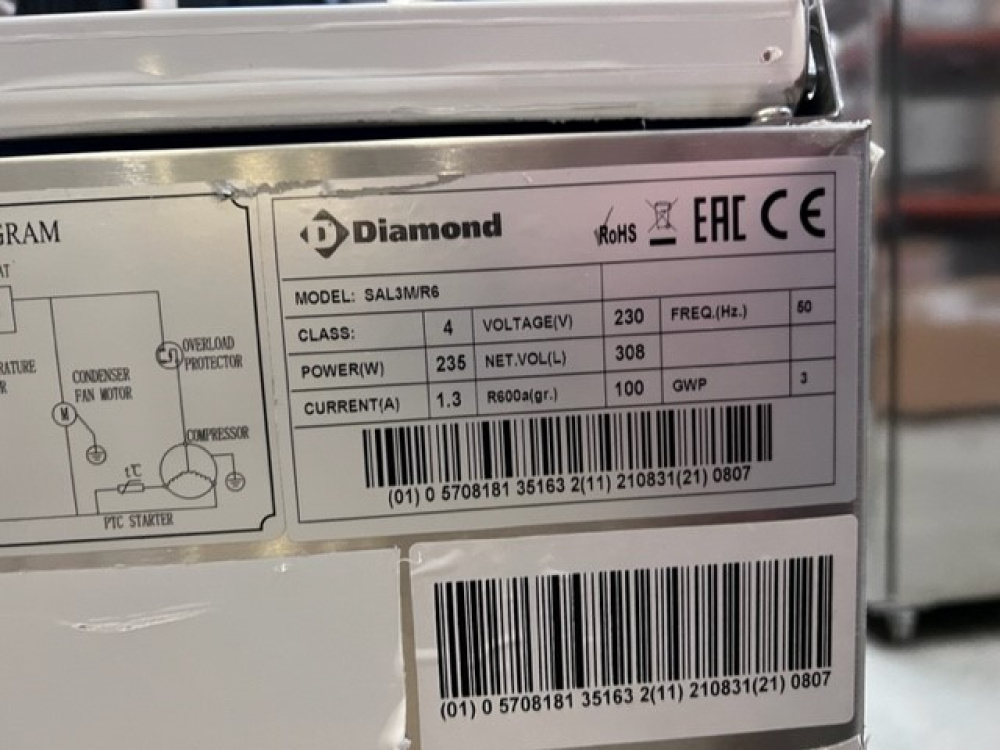 GRAM
AT
OVERLOAD
PROTECTOR
CONDENSER
FAN MOTOR
M
COMPRESSOR
t℃
PTC STARTER
D Diamond
RoHS EAC CE
MODEL: SAL3M/R6
CLASS: 4 VOLTAGE(V) 230 FREQ.(Hz.) 50
POWER(W) 235 NET.VOL(L) 308
CURRENT(A) 1.3 R600a(gr.) 100 GWP 3
(01) 0 5708181 35163 2(11) 210831(21) 0807
(01) 0 5708181 35163 2(11) 210831(21) 0807